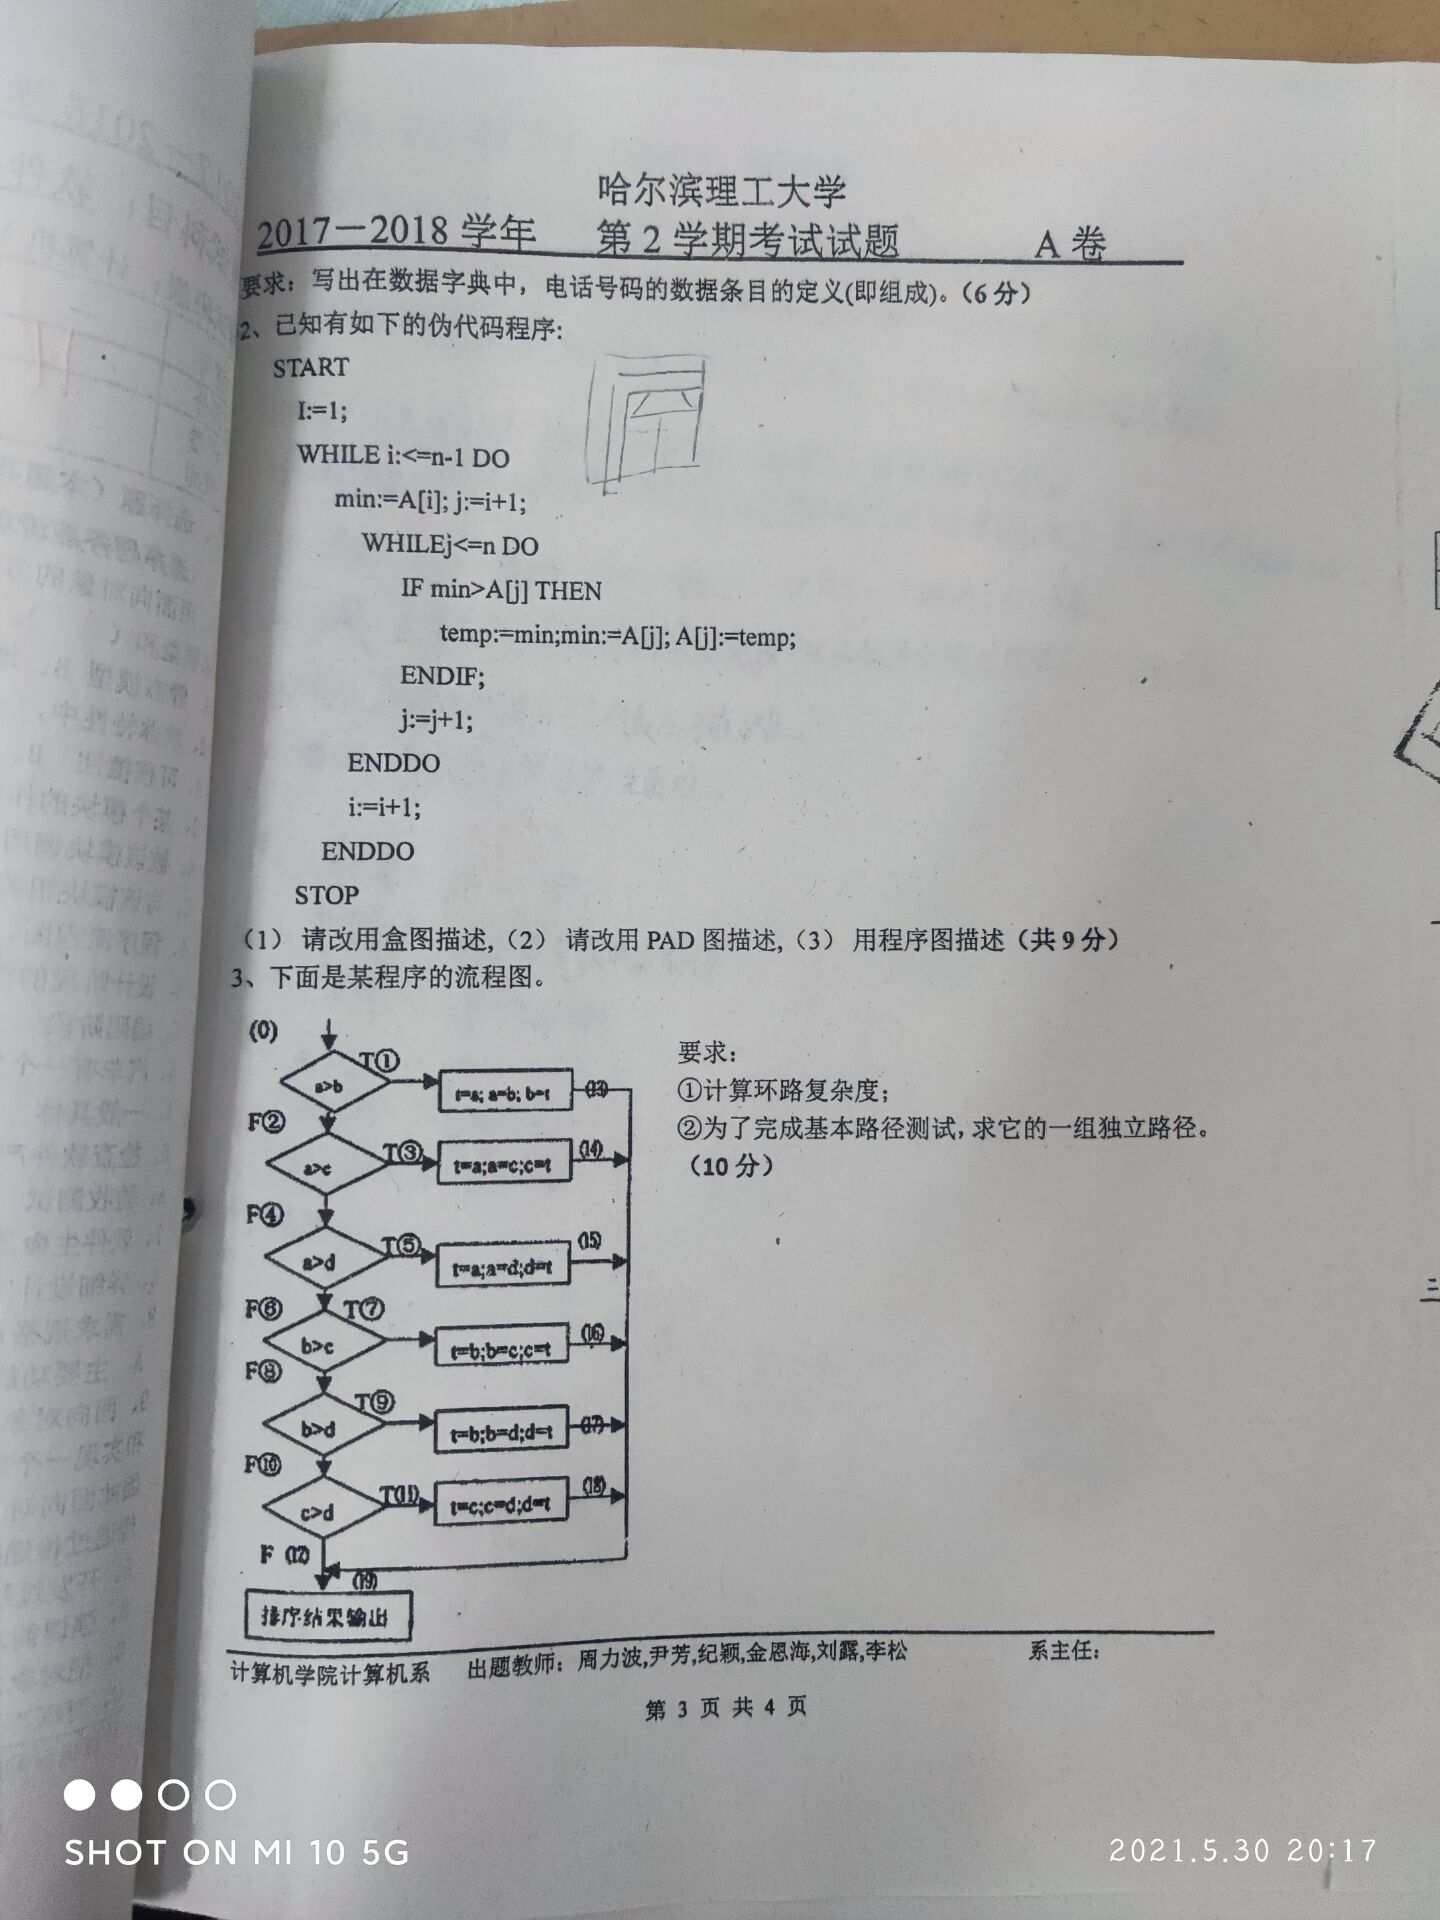 哈尔滨理工大学
2017－2018 学年 第 2 学期考试试题 A 卷
要求：写出在数据字典中，电话号码的数据条目的定义(即组成)。（6 分）
2、已知有如下的伪代码程序:
START
I:=1;
WHILE i:<=n-1 DO
min:=A[i]; j:=i+1;
WHILEj<=n DO
IF min>A[j] THEN
temp:=min;min:=A[j]; A[j]:=temp;
ENDIF;
j:=j+1;
ENDDO
i:=i+1;
ENDDO
STOP
（1） 请改用盒图描述,（2） 请改用 PAD 图描述,（3） 用程序图描述（共 9 分）
3、下面是某程序的流程图。
(0)
要求：
a>b T① t=a; a=b; b=t (13)
①计算环路复杂度；
F②
②为了完成基本路径测试，求它的一组独立路径。
a>c T③ t=a;a=c;c=t (14)
（10 分）
F④
a>d T⑤ t=a;a=d;d=t (15)
F⑥ T⑦
b>c t=b;b=c;c=t (16)
F⑧
b>d T⑨ t=b;b=d;d=t (17)
F⑩
c>d T(11) t=c;c=d;d=t (18)
F (12)
(19)
排序结果输出
计算机学院计算机系 出题教师：周力波,尹芳,纪颖,金恩海,刘露,李松 系主任：
第 3 页 共 4 页
SHOT ON MI 10 5G
2021.5.30 20:17